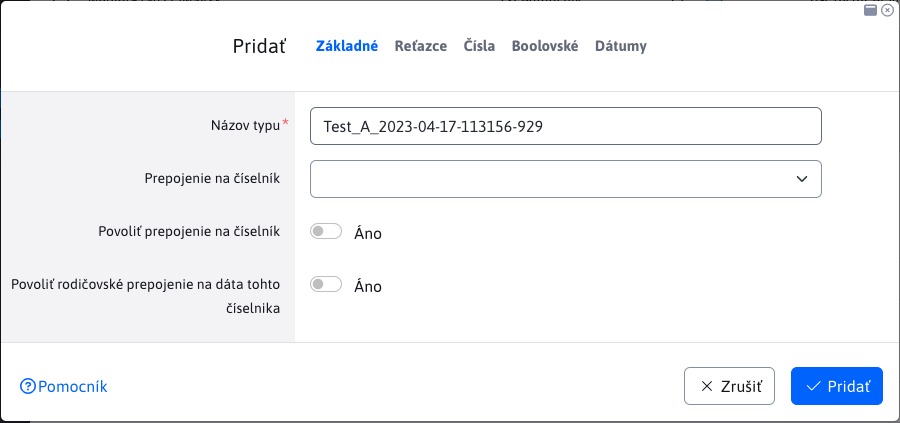 Pridať Základné Reťazce Čísla Boolovské Dátumy
Názov typu*
Test_A_2023-04-17-113156-929
Prepojenie na číselník
Povoliť prepojenie na číselník
Áno
Povoliť rodičovské prepojenie na dáta tohto
číselnika
Áno
Pomocník
Zrušiť
Pridať